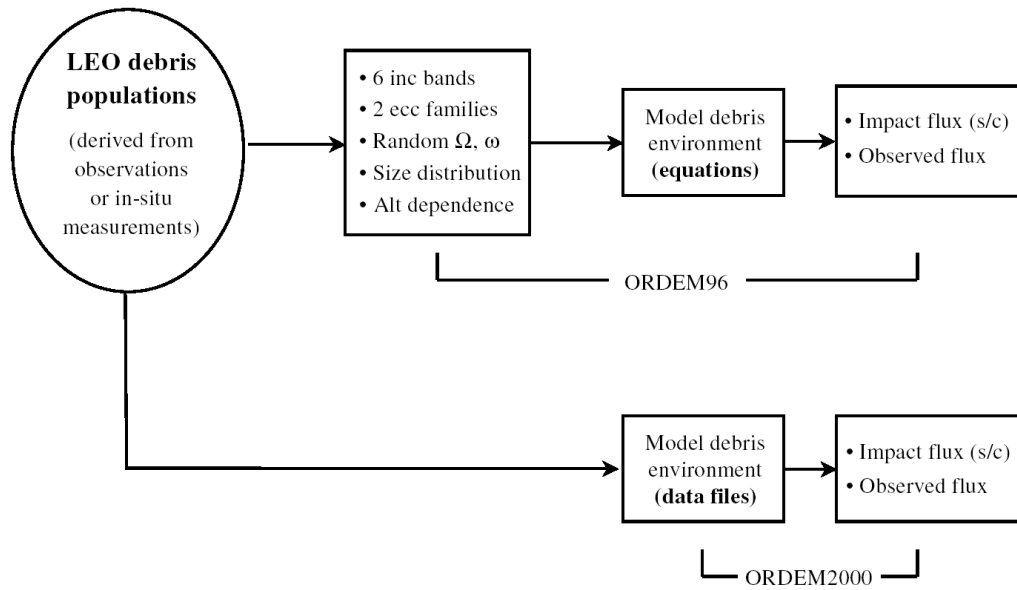 LEO debris
populations
(derived from
observations
or in-situ
measurements)
• 6 inc bands
• 2 ecc families
• Random Ω, ω
• Size distribution
• Alt dependence
Model debris
environment
(equations)
• Impact flux (s/c)
• Observed flux
ORDEM96
Model debris
environment
(data files)
• Impact flux (s/c)
• Observed flux
ORDEM2000